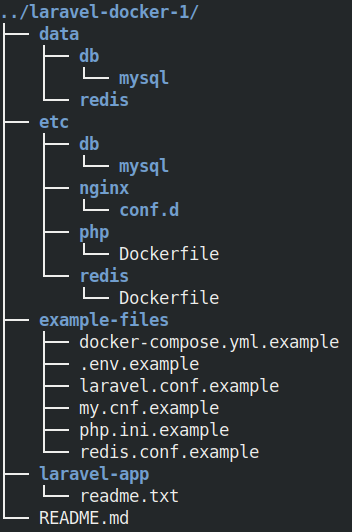 ../laravel-docker-1/
├── data
│   ├── db
│   │   └── mysql
│   └── redis
├── etc
│   ├── db
│   │   └── mysql
│   ├── nginx
│   │   └── conf.d
│   ├── php
│   │   └── Dockerfile
│   └── redis
│       └── Dockerfile
├── example-files
│   ├── docker-compose.yml.example
│   ├── .env.example
│   ├── laravel.conf.example
│   ├── my.cnf.example
│   ├── php.ini.example
│   └── redis.conf.example
├── laravel-app
│   └── readme.txt
└── README.md